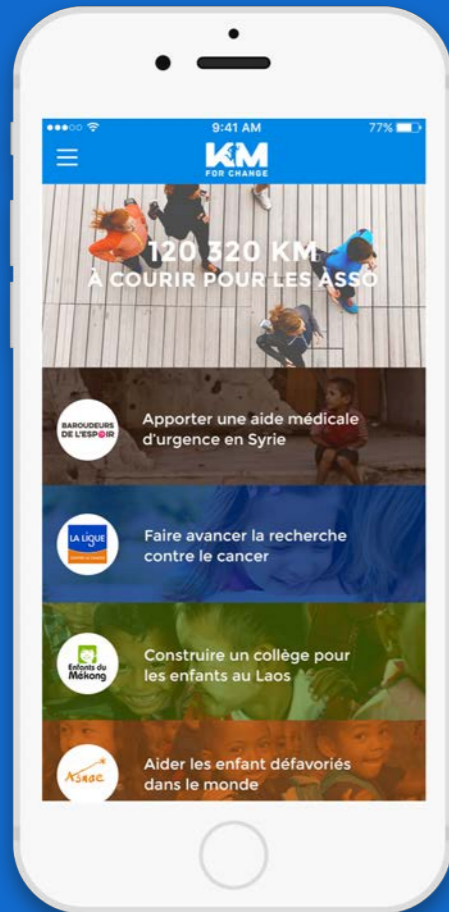 9:41 AM
77%
KM
FOR CHANGE
120 320 KM
À COURIR POUR LES ASSO
BAROUDEURS
DE L'ESPOIR
Apporter une aide médicale
d'urgence en Syrie
LA LIGUE
Faire avancer la recherche
contre le cancer
Enfants du
Mékong
Construire un collège pour
les enfants au Laos
Asmae
Aider les enfant défavoriés
dans le monde